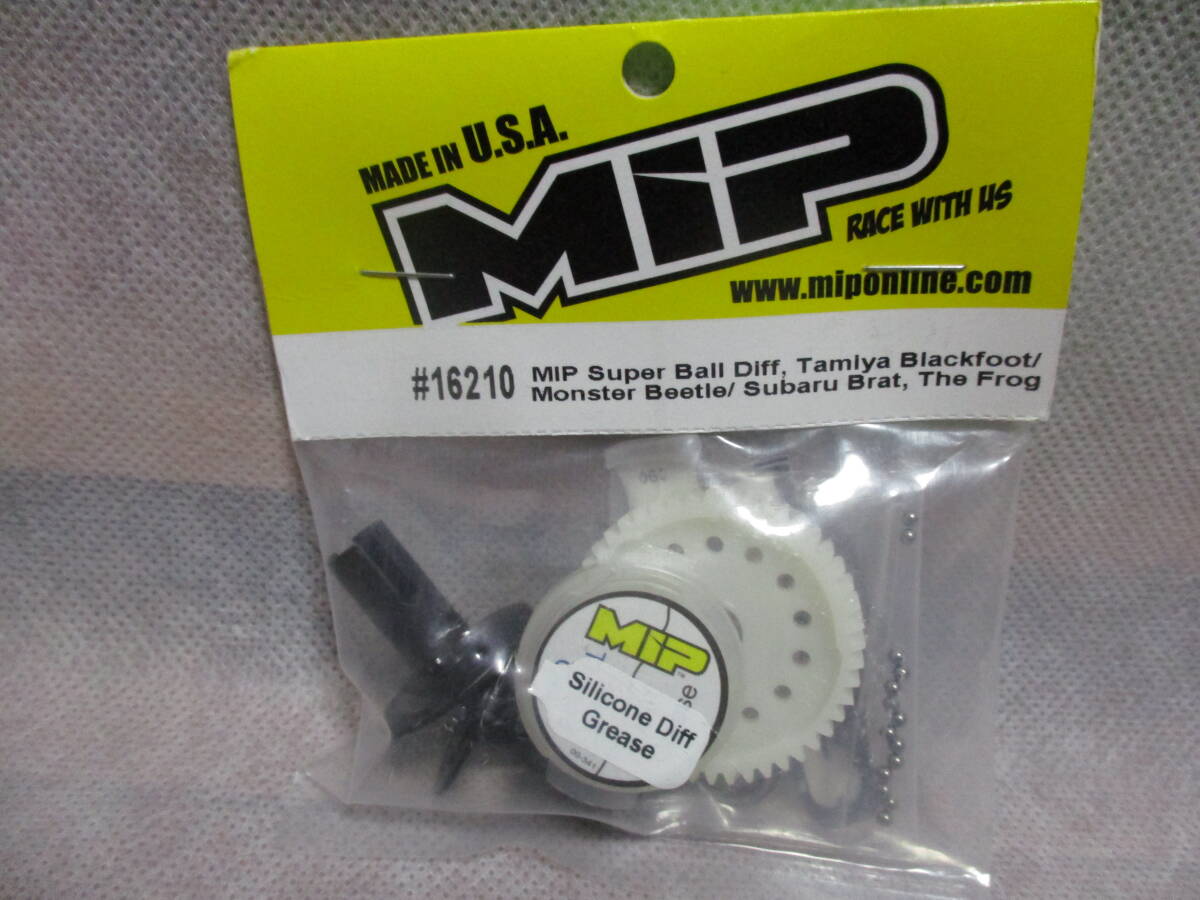 MADE IN U.S.A.
MiP
RACE WITH US
www.miponline.com
#16210 MIP Super Ball Diff, Tamiya Blackfoot/
Monster Beetle/ Subaru Brat, The Frog
MiP
Silicone Diff
Grease